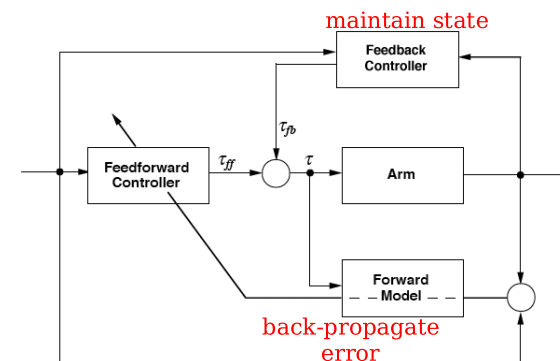 maintain state
Feedback
Controller
τfb
Feedforward
Controller
τff
τ
Arm
Forward
Model
back-propagate
error